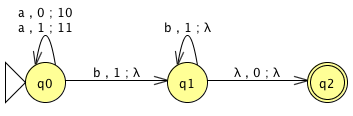 a , 0 ; 10
a , 1 ; 11
b , 1 ; λ
q0
b , 1 ; λ
q1
λ , 0 ; λ
q2